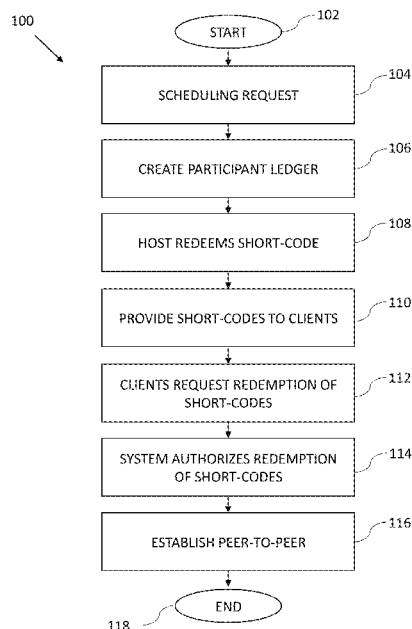 100
START
102
SCHEDULING REQUEST
104
CREATE PARTICIPANT LEDGER
106
HOST REDEEMS SHORT-CODE
108
PROVIDE SHORT-CODES TO CLIENTS
110
CLIENTS REQUEST REDEMPTION OF
SHORT-CODES
112
SYSTEM AUTHORIZES REDEMPTION
OF SHORT-CODES
114
ESTABLISH PEER-TO-PEER
116
END
118